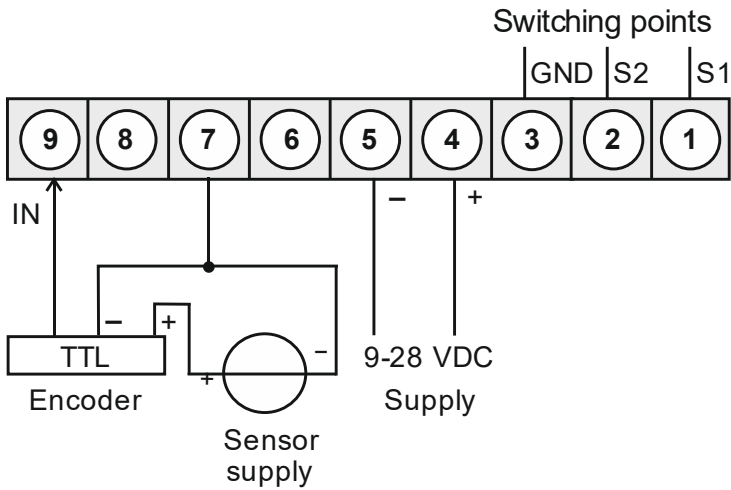 Switching points
GND S2 S1
9 8 7 6 5 4 3 2 1
IN – +
– + –
TTL 9-28 VDC
+
Encoder Supply
Sensor
supply